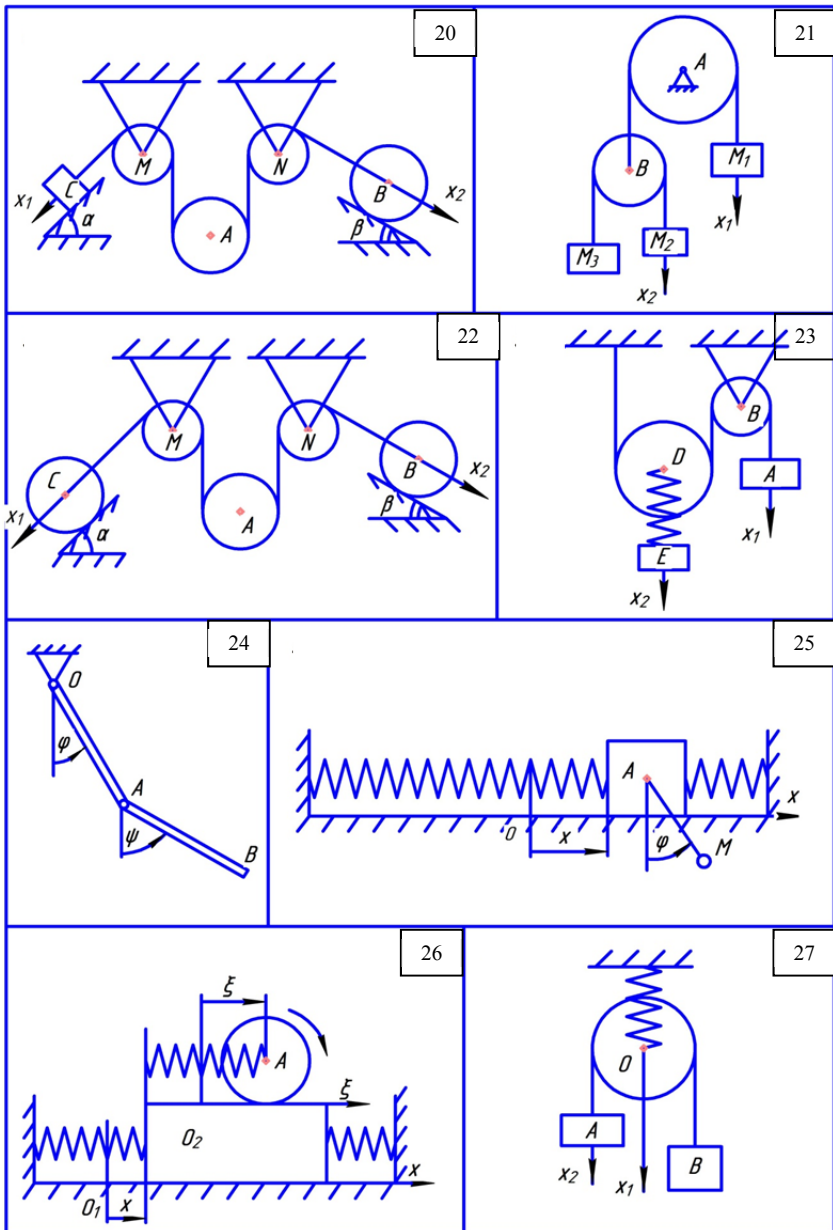 20
M
N
C
B
x₂
x₁
α
A
β
21
A
B
M₁
x₁
M₃
M₂
x₂
22
M
N
C
B
x₂
x₁
α
A
β
23
B
D
A
x₁
E
x₂
24
O
φ
A
ψ
B
25
A
x
O
x
φ
M
26
ξ
A
ξ
O₂
x
O₁
x
27
O
A
x₂
x₁
B